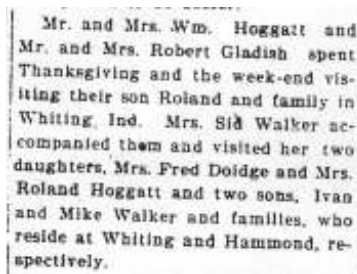 Mr. and Mrs. Wm. Hoggatt and
Mr. and Mrs. Robert Gladish spent
Thanksgiving and the week-end vis-
iting their son Roland and family in
Whiting, Ind. Mrs. Sid Walker ac-
companied them and visited her two
daughters, Mrs. Fred Doidge and Mrs.
Roland Hoggatt and two sons, Ivan
and Mike Walker and families, who
reside at Whiting and Hammond, re-
spectively.